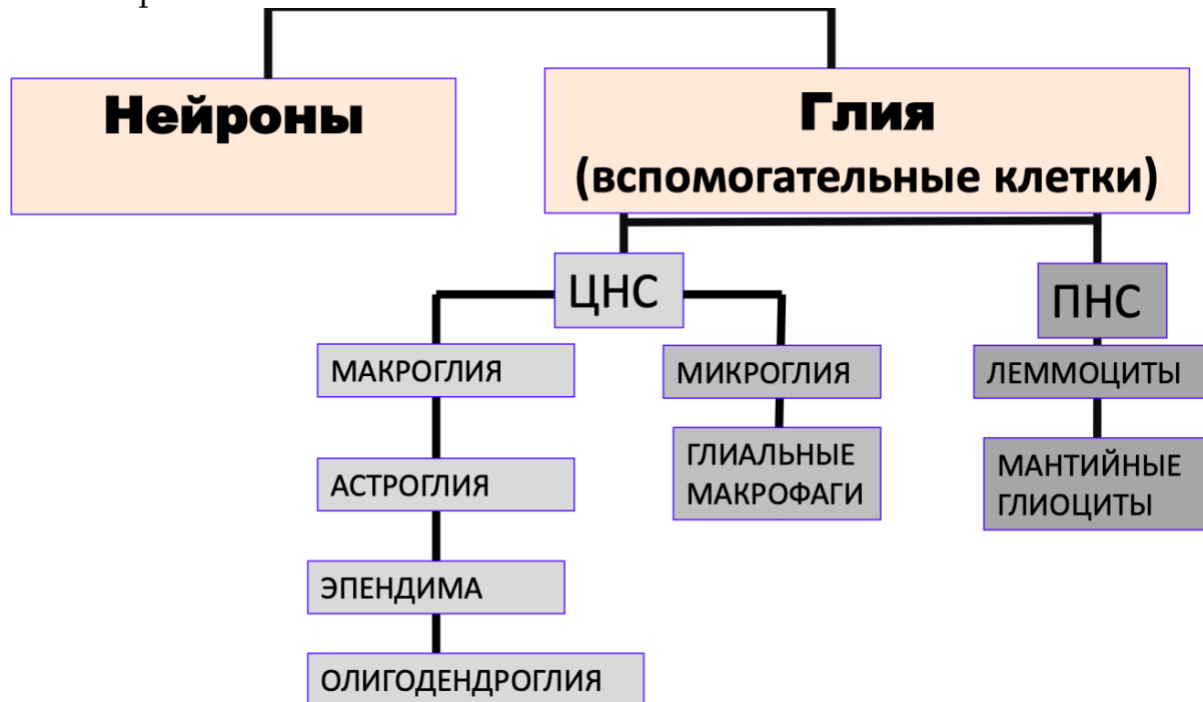 Нейроны
Глия
(вспомогательные клетки)
ЦНС
ПНС
МАКРОГЛИЯ
МИКРОГЛИЯ
ЛЕММОЦИТЫ
АСТРОГЛИЯ
ГЛИАЛЬНЫЕ
МАКРОФАГИ
МАНТИЙНЫЕ
ГЛИОЦИТЫ
ЭПЕНДИМА
ОЛИГОДЕНДРОГЛИЯ